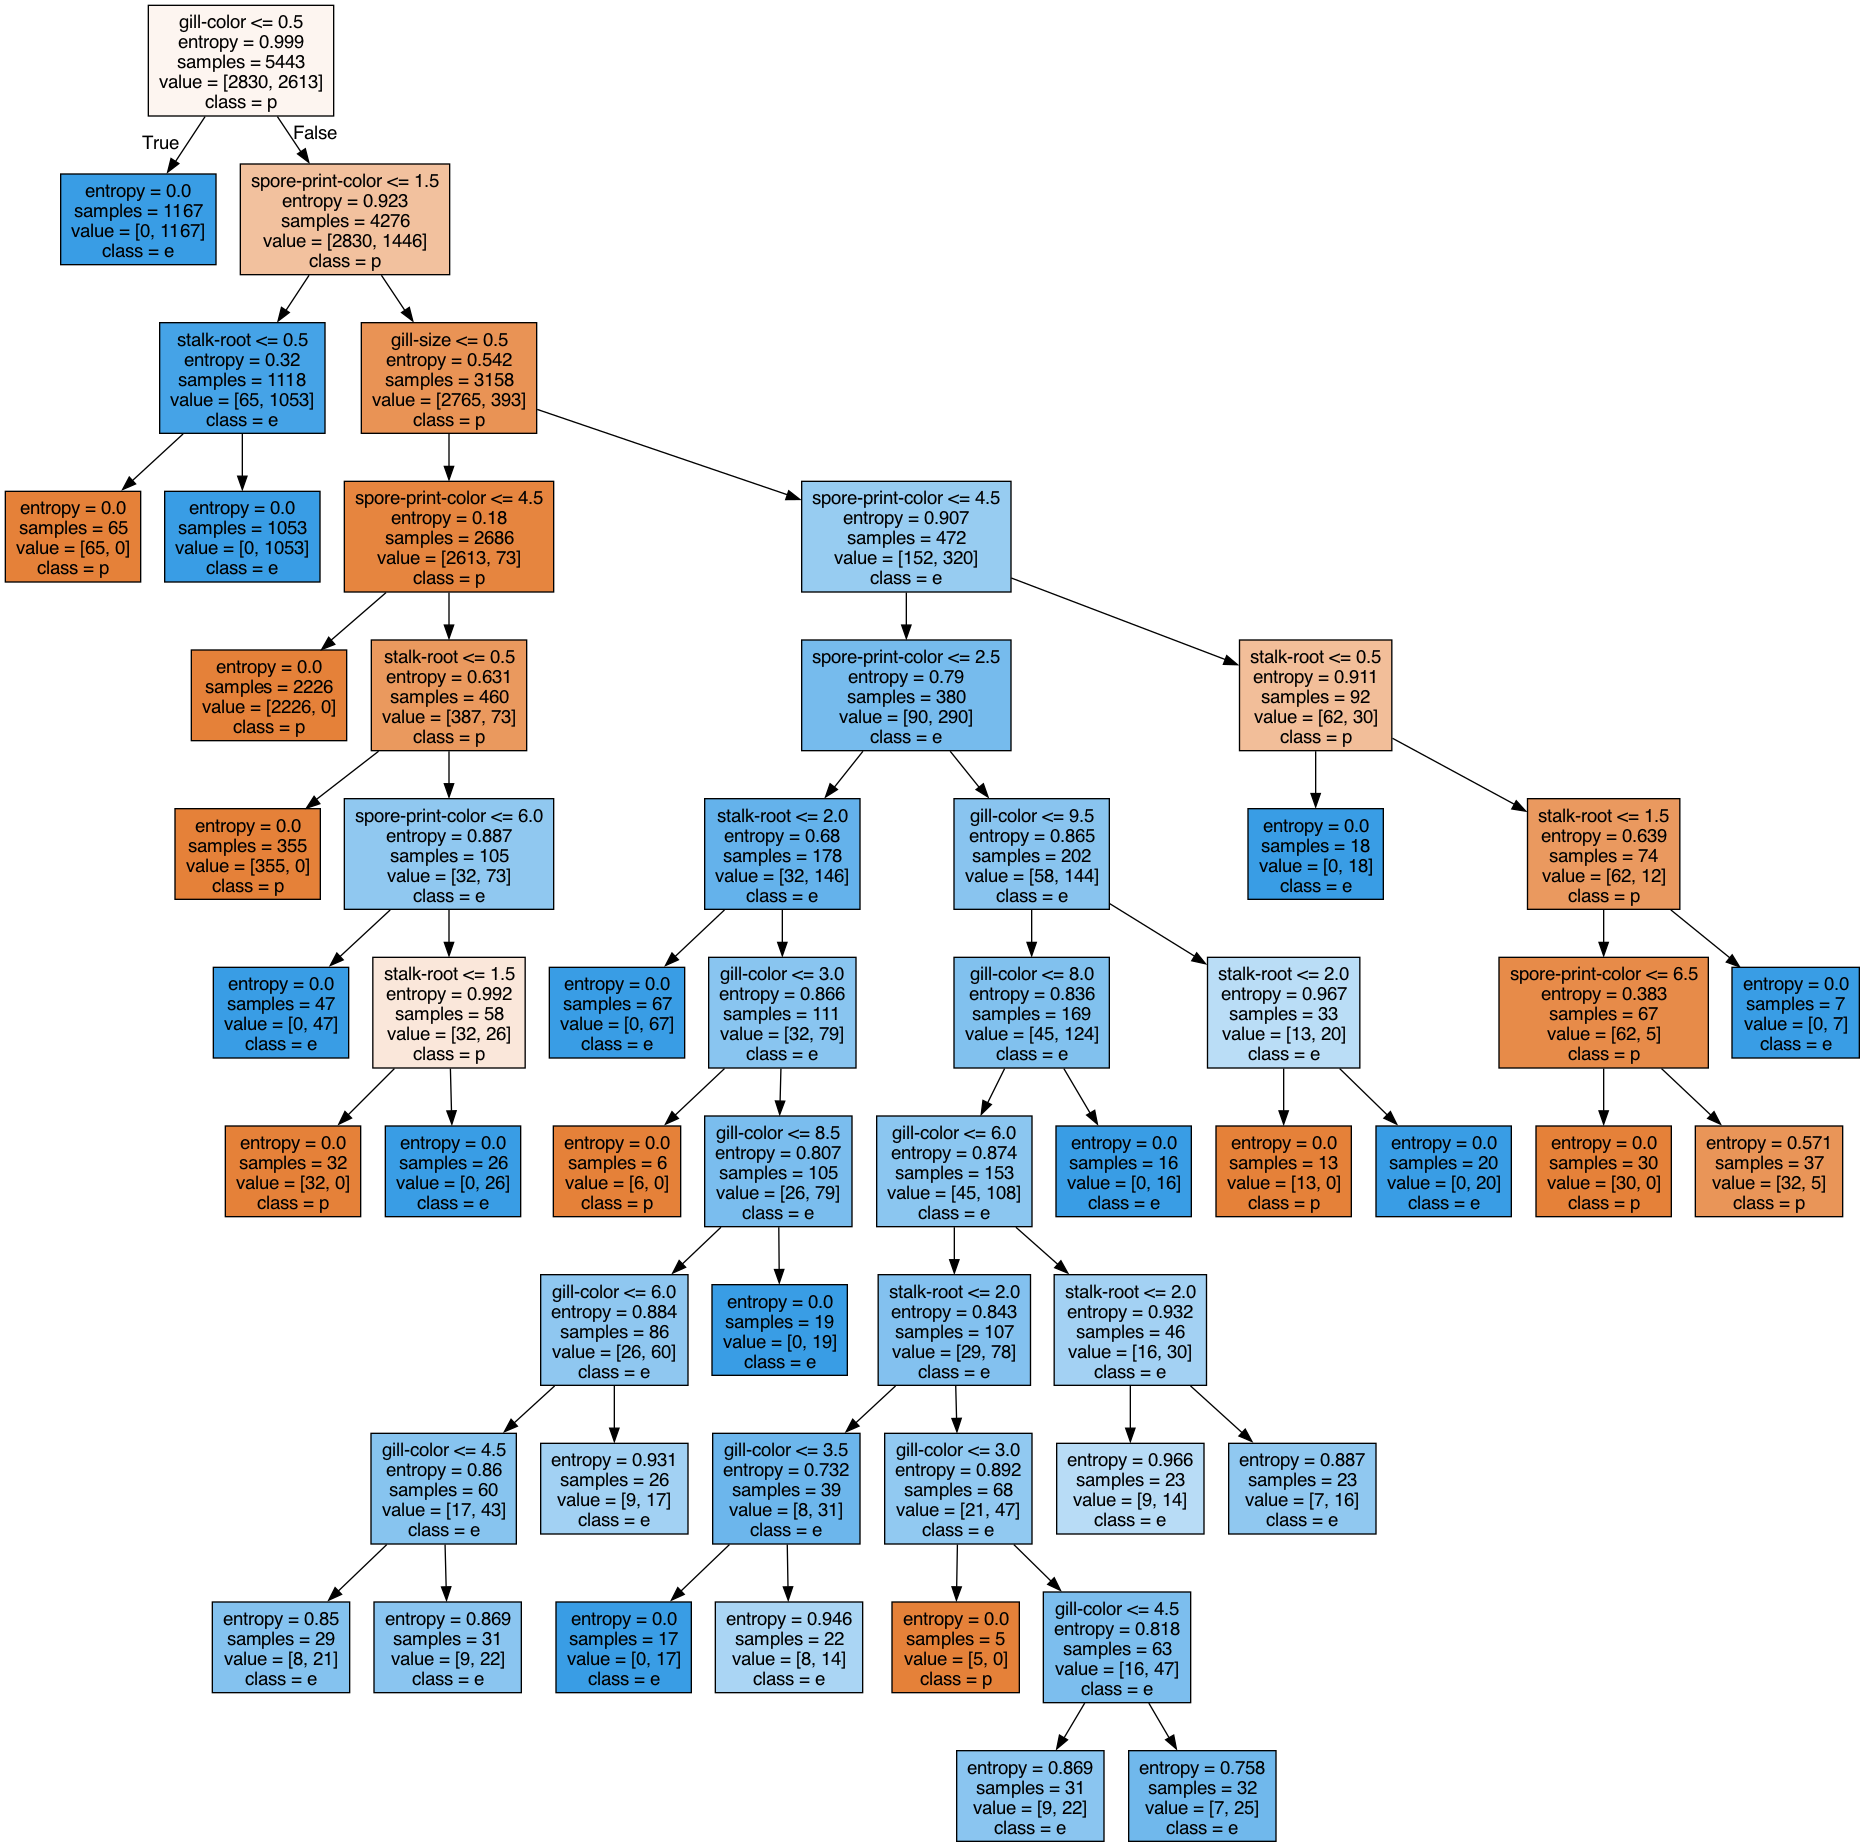 gill-color <= 0.5
entropy = 0.999
samples = 5443
value = [2830, 2613]
class = p
True
False
entropy = 0.0
samples = 1167
value = [0, 1167]
class = e
spore-print-color <= 1.5
entropy = 0.923
samples = 4276
value = [2830, 1446]
class = p
stalk-root <= 0.5
entropy = 0.32
samples = 1118
value = [65, 1053]
class = e
gill-size <= 0.5
entropy = 0.542
samples = 3158
value = [2765, 393]
class = p
entropy = 0.0
samples = 65
value = [65, 0]
class = p
entropy = 0.0
samples = 1053
value = [0, 1053]
class = e
spore-print-color <= 4.5
entropy = 0.18
samples = 2686
value = [2613, 73]
class = p
spore-print-color <= 4.5
entropy = 0.907
samples = 472
value = [152, 320]
class = e
entropy = 0.0
samples = 2226
value = [2226, 0]
class = p
stalk-root <= 0.5
entropy = 0.631
samples = 460
value = [387, 73]
class = p
spore-print-color <= 2.5
entropy = 0.79
samples = 380
value = [90, 290]
class = e
stalk-root <= 0.5
entropy = 0.911
samples = 92
value = [62, 30]
class = p
entropy = 0.0
samples = 355
value = [355, 0]
class = p
spore-print-color <= 6.0
entropy = 0.887
samples = 105
value = [32, 73]
class = e
stalk-root <= 2.0
entropy = 0.68
samples = 178
value = [32, 146]
class = e
gill-color <= 9.5
entropy = 0.865
samples = 202
value = [58, 144]
class = e
entropy = 0.0
samples = 18
value = [0, 18]
class = e
stalk-root <= 1.5
entropy = 0.639
samples = 74
value = [62, 12]
class = p
entropy = 0.0
samples = 47
value = [0, 47]
class = e
stalk-root <= 1.5
entropy = 0.992
samples = 58
value = [32, 26]
class = p
entropy = 0.0
samples = 67
value = [0, 67]
class = e
gill-color <= 3.0
entropy = 0.866
samples = 111
value = [32, 79]
class = e
gill-color <= 8.0
entropy = 0.836
samples = 169
value = [45, 124]
class = e
stalk-root <= 2.0
entropy = 0.967
samples = 33
value = [13, 20]
class = e
spore-print-color <= 6.5
entropy = 0.383
samples = 67
value = [62, 5]
class = p
entropy = 0.0
samples = 7
value = [0, 7]
class = e
entropy = 0.0
samples = 32
value = [32, 0]
class = p
entropy = 0.0
samples = 26
value = [0, 26]
class = e
entropy = 0.0
samples = 6
value = [6, 0]
class = p
gill-color <= 8.5
entropy = 0.807
samples = 105
value = [26, 79]
class = e
gill-color <= 6.0
entropy = 0.874
samples = 153
value = [45, 108]
class = e
entropy = 0.0
samples = 16
value = [0, 16]
class = e
entropy = 0.0
samples = 13
value = [13, 0]
class = p
entropy = 0.0
samples = 20
value = [0, 20]
class = e
entropy = 0.0
samples = 30
value = [30, 0]
class = p
entropy = 0.571
samples = 37
value = [32, 5]
class = p
gill-color <= 6.0
entropy = 0.884
samples = 86
value = [26, 60]
class = e
entropy = 0.0
samples = 19
value = [0, 19]
class = e
stalk-root <= 2.0
entropy = 0.843
samples = 107
value = [29, 78]
class = e
stalk-root <= 2.0
entropy = 0.932
samples = 46
value = [16, 30]
class = e
gill-color <= 4.5
entropy = 0.86
samples = 60
value = [17, 43]
class = e
entropy = 0.931
samples = 26
value = [9, 17]
class = e
gill-color <= 3.5
entropy = 0.732
samples = 39
value = [8, 31]
class = e
gill-color <= 3.0
entropy = 0.892
samples = 68
value = [21, 47]
class = e
entropy = 0.966
samples = 23
value = [9, 14]
class = e
entropy = 0.887
samples = 23
value = [7, 16]
class = e
entropy = 0.85
samples = 29
value = [8, 21]
class = e
entropy = 0.869
samples = 31
value = [9, 22]
class = e
entropy = 0.0
samples = 17
value = [0, 17]
class = e
entropy = 0.946
samples = 22
value = [8, 14]
class = e
entropy = 0.0
samples = 5
value = [5, 0]
class = p
gill-color <= 4.5
entropy = 0.818
samples = 63
value = [16, 47]
class = e
entropy = 0.869
samples = 31
value = [9, 22]
class = e
entropy = 0.758
samples = 32
value = [7, 25]
class = e